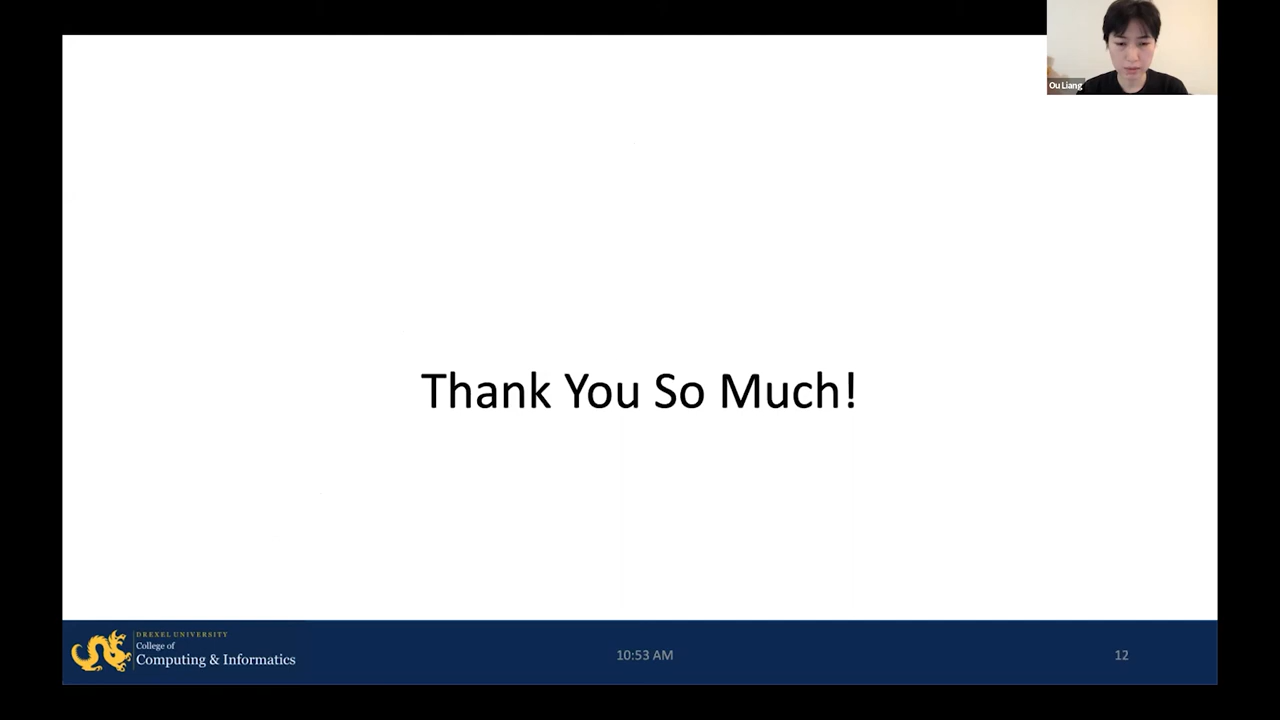 Ou Liang
Thank You So Much!
DREXEL UNIVERSITY
College of
Computing & Informatics
10:53 AM
12